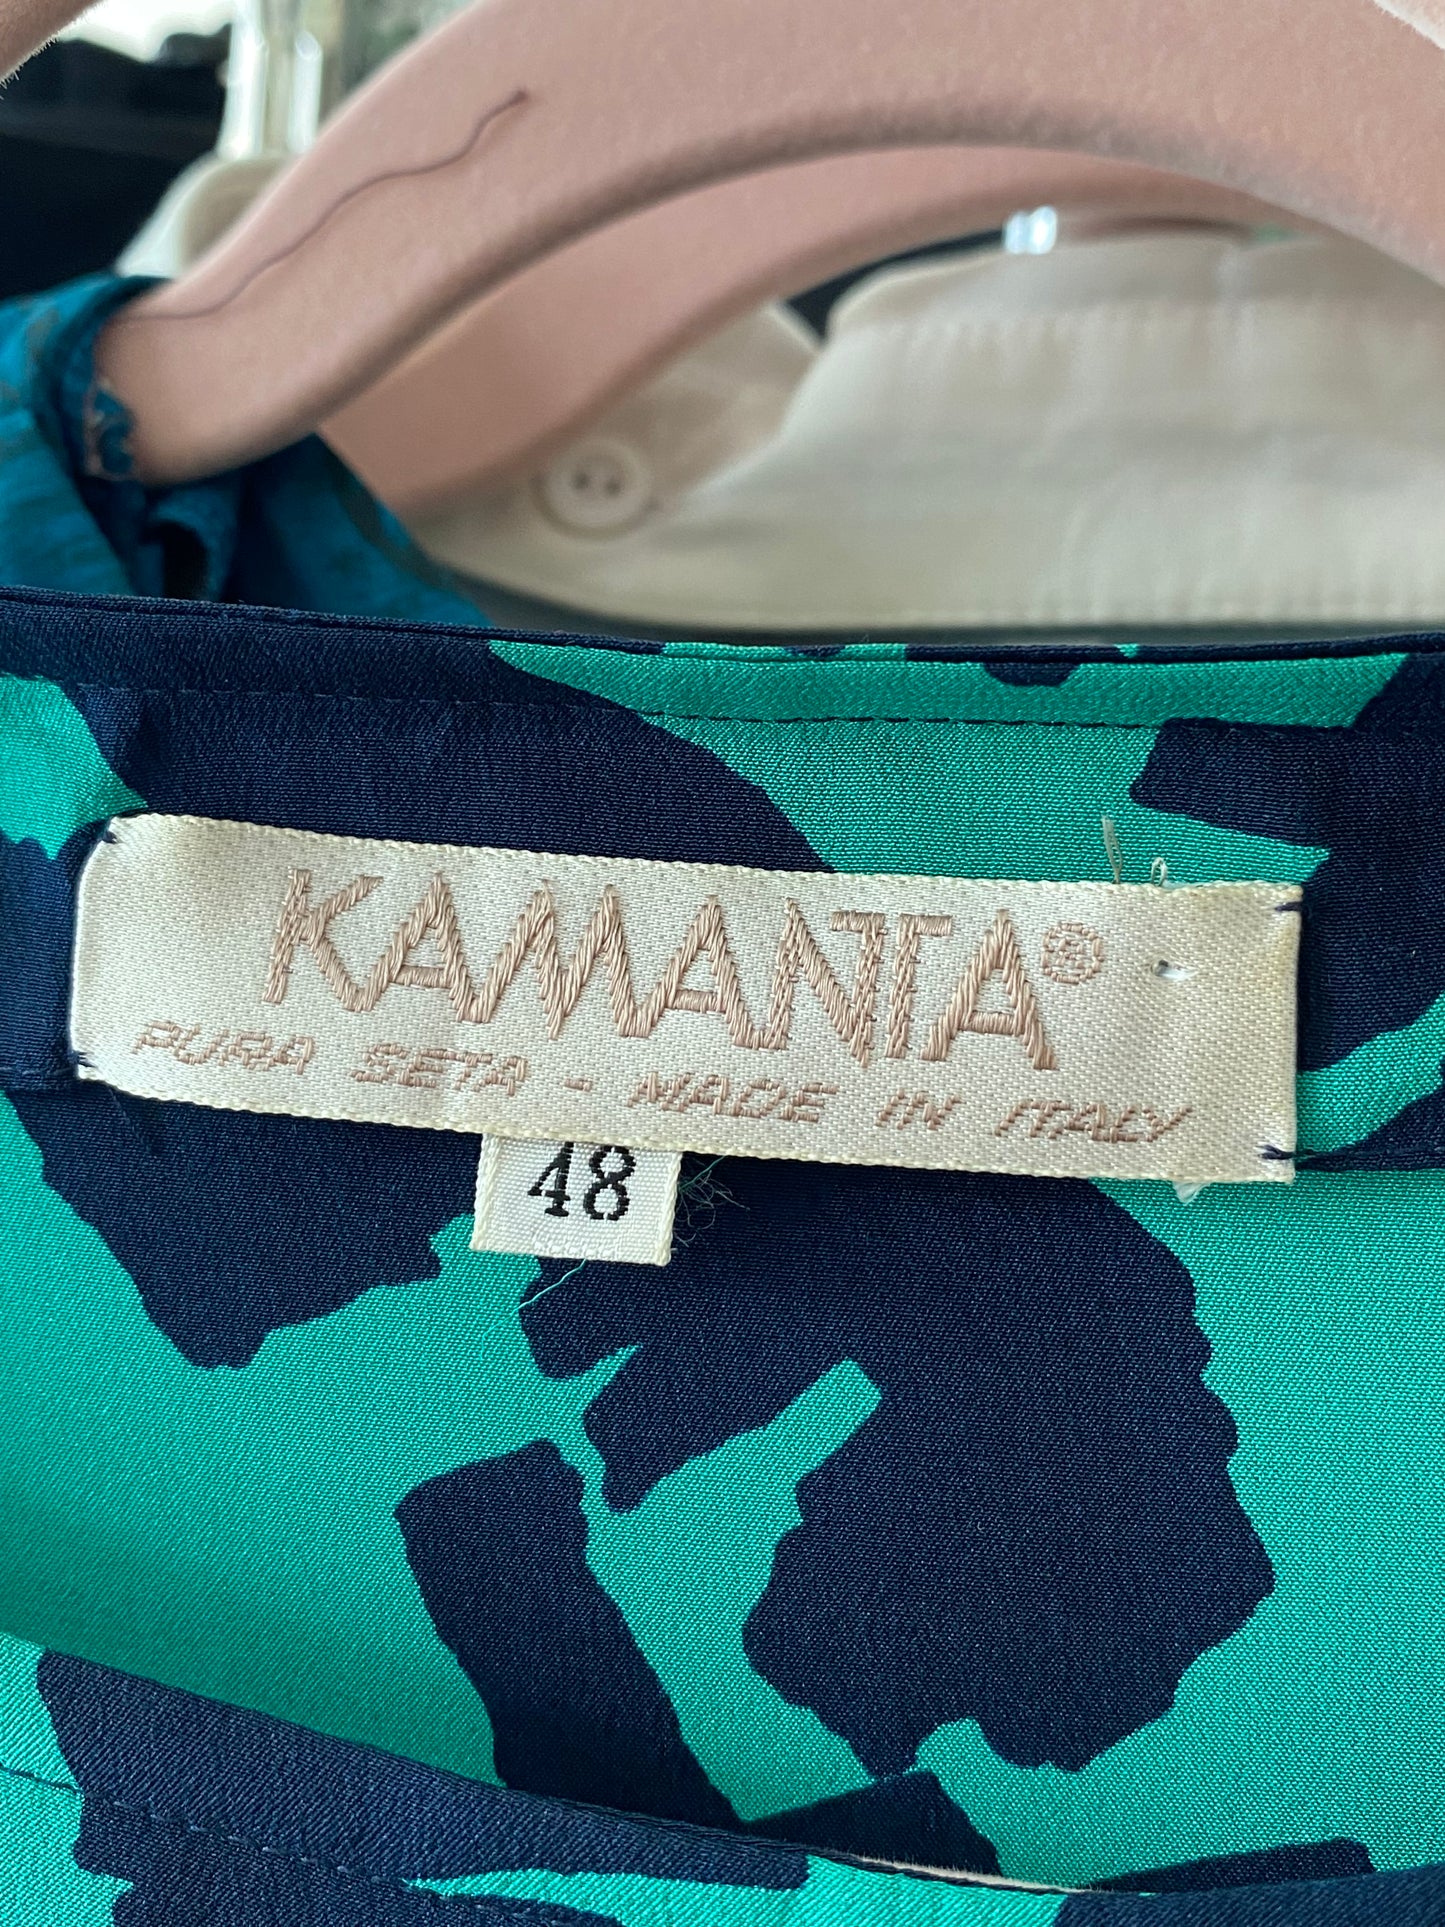 KAMANTA®
PURA SETA - MADE IN ITALY
48